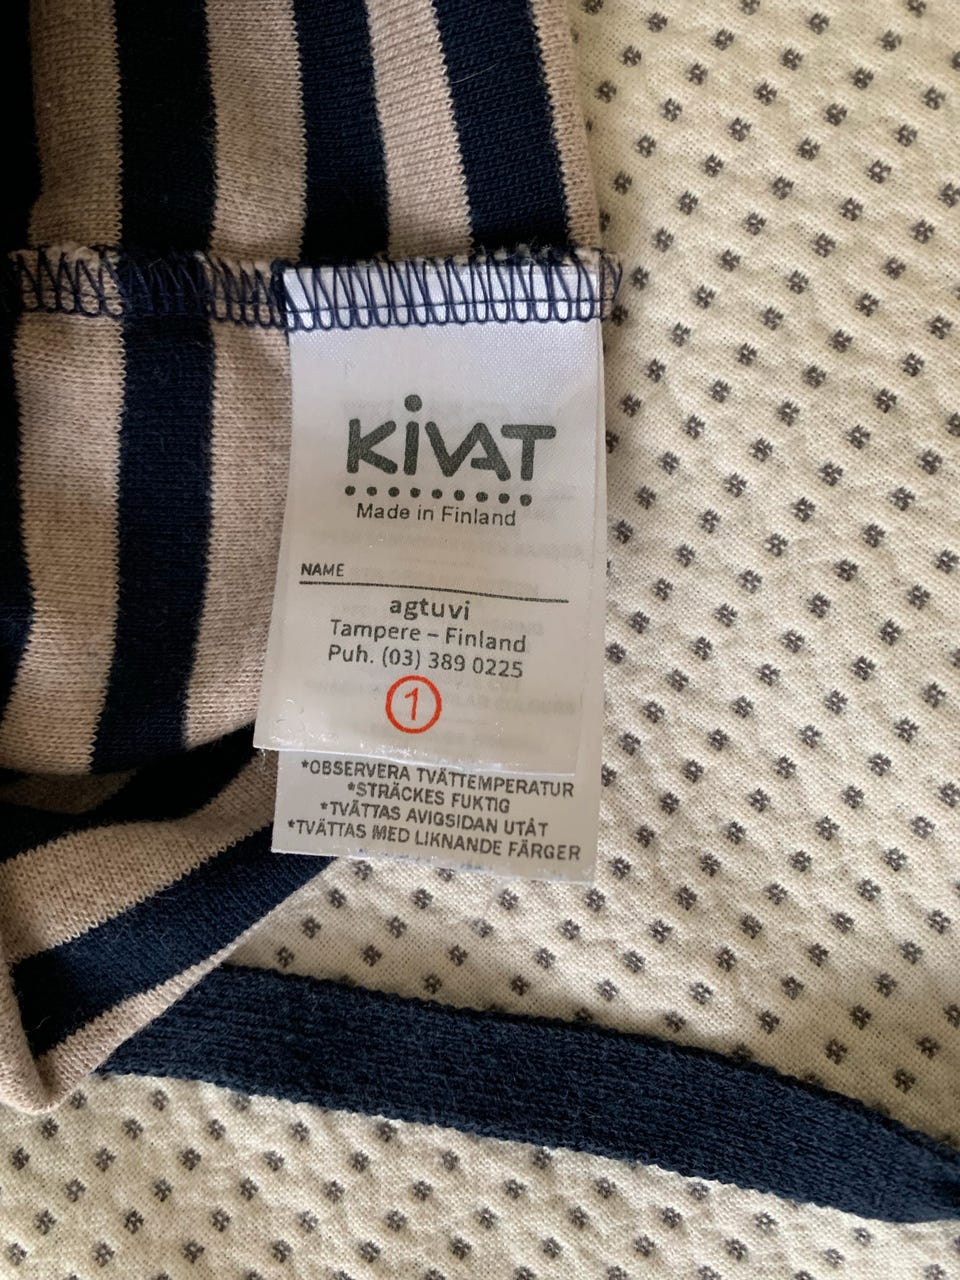 KiVAT
Made in Finland
NAME
agtuvi
Tampere – Finland
Puh. (03) 389 0225
1
*OBSERVERA TVÄTTEMPERATUR
*STRÄCKES FUKTIG
*TVÄTTAS AVIGSIDAN UTÅT
*TVÄTTAS MED LIKNANDE FÄRGER